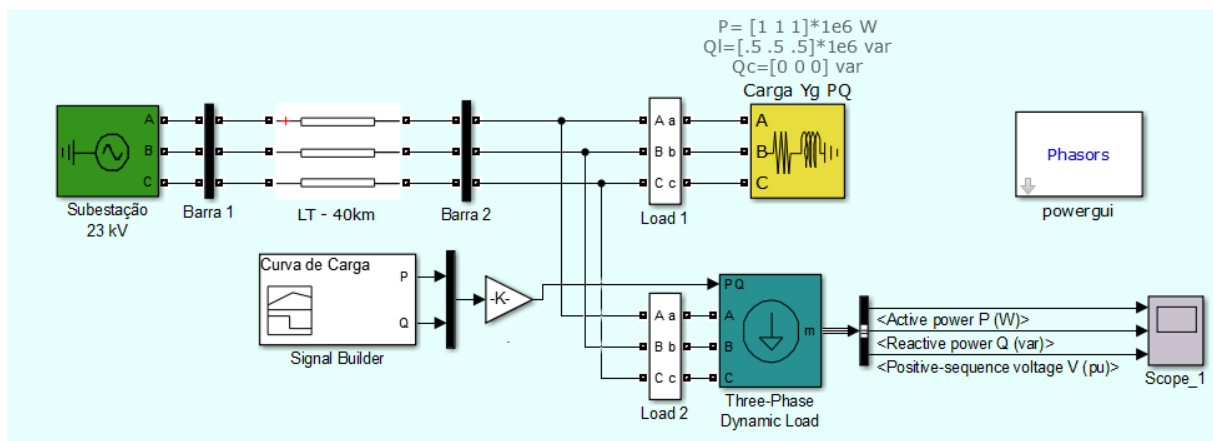 P= [1 1 1]*1e6 W
Ql=[.5 .5 .5]*1e6 var
Qc=[0 0 0] var
Carga Yg PQ
A
B
C
Subestação
23 kV
Barra 1
LT - 40km
Barra 2
A a
B b
C c
Load 1
A
B
C
Phasors
powergui
Curva de Carga
P
Q
Signal Builder
-K-
A a
B b
C c
Load 2
PQ
A
B
C
m
Three-Phase
Dynamic Load
<Active power P (W)>
<Reactive power Q (var)>
<Positive-sequence voltage V (pu)>
Scope_1